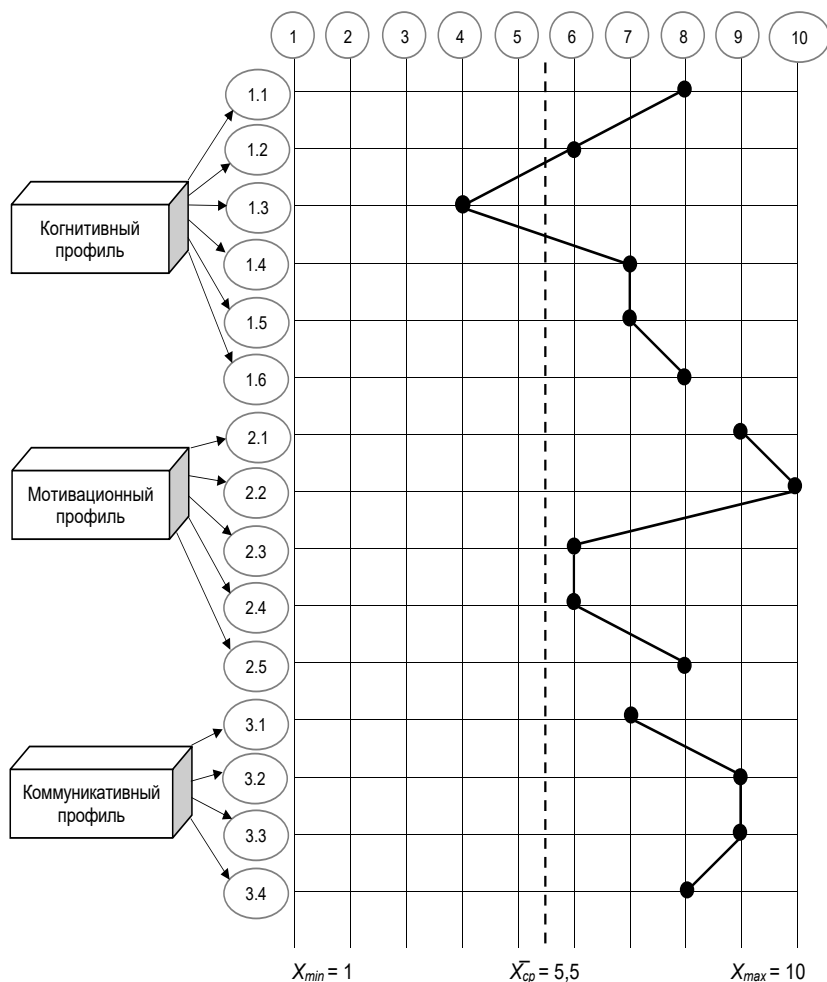 1 2 3 4 5 6 7 8 9 10
1.1
1.2
1.3
Когнитивный
профиль
1.4
1.5
1.6
2.1
2.2
Мотивационный
профиль
2.3
2.4
2.5
3.1
3.2
Коммуникативный
профиль
3.3
3.4
Xmin = 1 X̅ср = 5,5 Xmax = 10